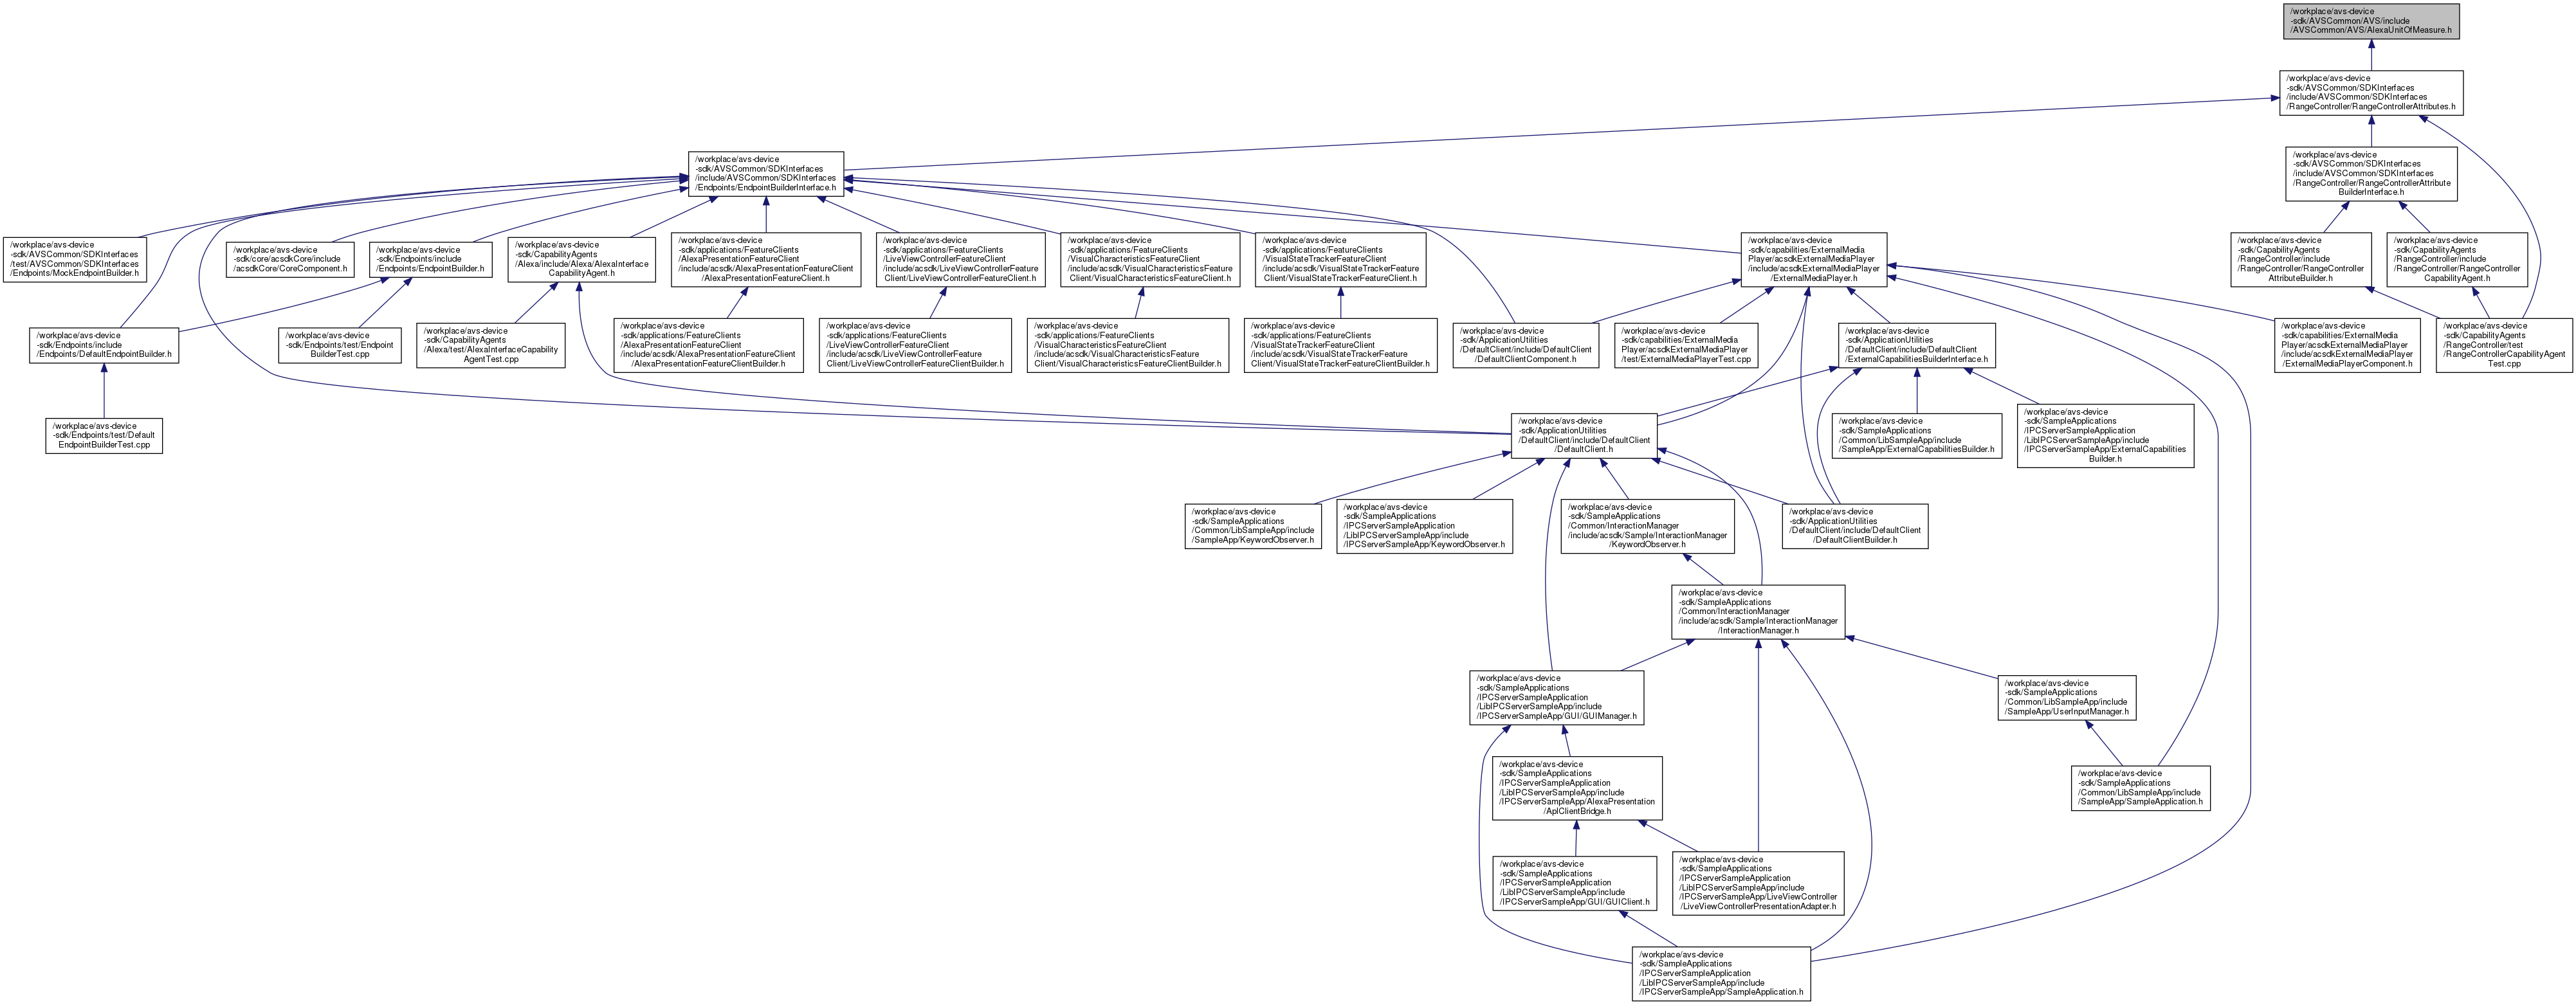 /workplace/avs-device
-sdk/AVSCommon/AVS/include
/AVSCommon/AVS/AlexaUnitOfMeasure.h
/workplace/avs-device
-sdk/AVSCommon/SDKInterfaces
/include/AVSCommon/SDKInterfaces
/RangeController/RangeControllerAttributes.h
/workplace/avs-device
-sdk/AVSCommon/SDKInterfaces
/include/AVSCommon/SDKInterfaces
/Endpoints/EndpointBuilderInterface.h
/workplace/avs-device
-sdk/AVSCommon/SDKInterfaces
/include/AVSCommon/SDKInterfaces
/RangeController/RangeControllerAttribute
BuilderInterface.h
/workplace/avs-device
-sdk/AVSCommon/SDKInterfaces
/test/AVSCommon/SDKInterfaces
/Endpoints/MockEndpointBuilder.h
/workplace/avs-device
-sdk/core/acsdkCore/include
/acsdkCore/CoreComponent.h
/workplace/avs-device
-sdk/Endpoints/include
/Endpoints/EndpointBuilder.h
/workplace/avs-device
-sdk/CapabilityAgents
/Alexa/include/Alexa/AlexaInterface
CapabilityAgent.h
/workplace/avs-device
-sdk/applications/FeatureClients
/AlexaPresentationFeatureClient
/include/acsdk/AlexaPresentationFeatureClient
/AlexaPresentationFeatureClient.h
/workplace/avs-device
-sdk/applications/FeatureClients
/LiveViewControllerFeatureClient
/include/acsdk/LiveViewControllerFeature
Client/LiveViewControllerFeatureClient.h
/workplace/avs-device
-sdk/applications/FeatureClients
/VisualCharacteristicsFeatureClient
/include/acsdk/VisualCharacteristicsFeature
Client/VisualCharacteristicsFeatureClient.h
/workplace/avs-device
-sdk/applications/FeatureClients
/VisualStateTrackerFeatureClient
/include/acsdk/VisualStateTrackerFeature
Client/VisualStateTrackerFeatureClient.h
/workplace/avs-device
-sdk/capabilities/ExternalMedia
Player/acsdkExternalMediaPlayer
/include/acsdkExternalMediaPlayer
/ExternalMediaPlayer.h
/workplace/avs-device
-sdk/CapabilityAgents
/RangeController/include
/RangeController/RangeController
AttributeBuilder.h
/workplace/avs-device
-sdk/CapabilityAgents
/RangeController/include
/RangeController/RangeController
CapabilityAgent.h
/workplace/avs-device
-sdk/Endpoints/include
/Endpoints/DefaultEndpointBuilder.h
/workplace/avs-device
-sdk/Endpoints/test/Endpoint
BuilderTest.cpp
/workplace/avs-device
-sdk/CapabilityAgents
/Alexa/test/AlexaInterfaceCapability
AgentTest.cpp
/workplace/avs-device
-sdk/applications/FeatureClients
/AlexaPresentationFeatureClient
/include/acsdk/AlexaPresentationFeatureClient
/AlexaPresentationFeatureClientBuilder.h
/workplace/avs-device
-sdk/applications/FeatureClients
/LiveViewControllerFeatureClient
/include/acsdk/LiveViewControllerFeature
Client/LiveViewControllerFeatureClientBuilder.h
/workplace/avs-device
-sdk/applications/FeatureClients
/VisualCharacteristicsFeatureClient
/include/acsdk/VisualCharacteristicsFeature
Client/VisualCharacteristicsFeatureClientBuilder.h
/workplace/avs-device
-sdk/applications/FeatureClients
/VisualStateTrackerFeatureClient
/include/acsdk/VisualStateTrackerFeature
Client/VisualStateTrackerFeatureClientBuilder.h
/workplace/avs-device
-sdk/ApplicationUtilities
/DefaultClient/include/DefaultClient
/DefaultClientComponent.h
/workplace/avs-device
-sdk/capabilities/ExternalMedia
Player/acsdkExternalMediaPlayer
/test/ExternalMediaPlayerTest.cpp
/workplace/avs-device
-sdk/ApplicationUtilities
/DefaultClient/include/DefaultClient
/ExternalCapabilitiesBuilderInterface.h
/workplace/avs-device
-sdk/capabilities/ExternalMedia
Player/acsdkExternalMediaPlayer
/include/acsdkExternalMediaPlayer
/ExternalMediaPlayerComponent.h
/workplace/avs-device
-sdk/CapabilityAgents
/RangeController/test
/RangeControllerCapabilityAgent
Test.cpp
/workplace/avs-device
-sdk/Endpoints/test/Default
EndpointBuilderTest.cpp
/workplace/avs-device
-sdk/ApplicationUtilities
/DefaultClient/include/DefaultClient
/DefaultClient.h
/workplace/avs-device
-sdk/SampleApplications
/Common/LibSampleApp/include
/SampleApp/ExternalCapabilitiesBuilder.h
/workplace/avs-device
-sdk/SampleApplications
/IPCServerSampleApplication
/LibIPCServerSampleApp/include
/IPCServerSampleApp/ExternalCapabilities
Builder.h
/workplace/avs-device
-sdk/SampleApplications
/Common/LibSampleApp/include
/SampleApp/KeywordObserver.h
/workplace/avs-device
-sdk/SampleApplications
/IPCServerSampleApplication
/LibIPCServerSampleApp/include
/IPCServerSampleApp/KeywordObserver.h
/workplace/avs-device
-sdk/SampleApplications
/Common/InteractionManager
/include/acsdk/Sample/InteractionManager
/KeywordObserver.h
/workplace/avs-device
-sdk/ApplicationUtilities
/DefaultClient/include/DefaultClient
/DefaultClientBuilder.h
/workplace/avs-device
-sdk/SampleApplications
/Common/InteractionManager
/include/acsdk/Sample/InteractionManager
/InteractionManager.h
/workplace/avs-device
-sdk/SampleApplications
/IPCServerSampleApplication
/LibIPCServerSampleApp/include
/IPCServerSampleApp/GUI/GUIManager.h
/workplace/avs-device
-sdk/SampleApplications
/Common/LibSampleApp/include
/SampleApp/UserInputManager.h
/workplace/avs-device
-sdk/SampleApplications
/IPCServerSampleApplication
/LibIPCServerSampleApp/include
/IPCServerSampleApp/AlexaPresentation
/AplClientBridge.h
/workplace/avs-device
-sdk/SampleApplications
/Common/LibSampleApp/include
/SampleApp/SampleApplication.h
/workplace/avs-device
-sdk/SampleApplications
/IPCServerSampleApplication
/LibIPCServerSampleApp/include
/IPCServerSampleApp/GUI/GUIClient.h
/workplace/avs-device
-sdk/SampleApplications
/IPCServerSampleApplication
/LibIPCServerSampleApp/include
/IPCServerSampleApp/LiveViewController
/LiveViewControllerPresentationAdapter.h
/workplace/avs-device
-sdk/SampleApplications
/IPCServerSampleApplication
/LibIPCServerSampleApp/include
/IPCServerSampleApp/SampleApplication.h